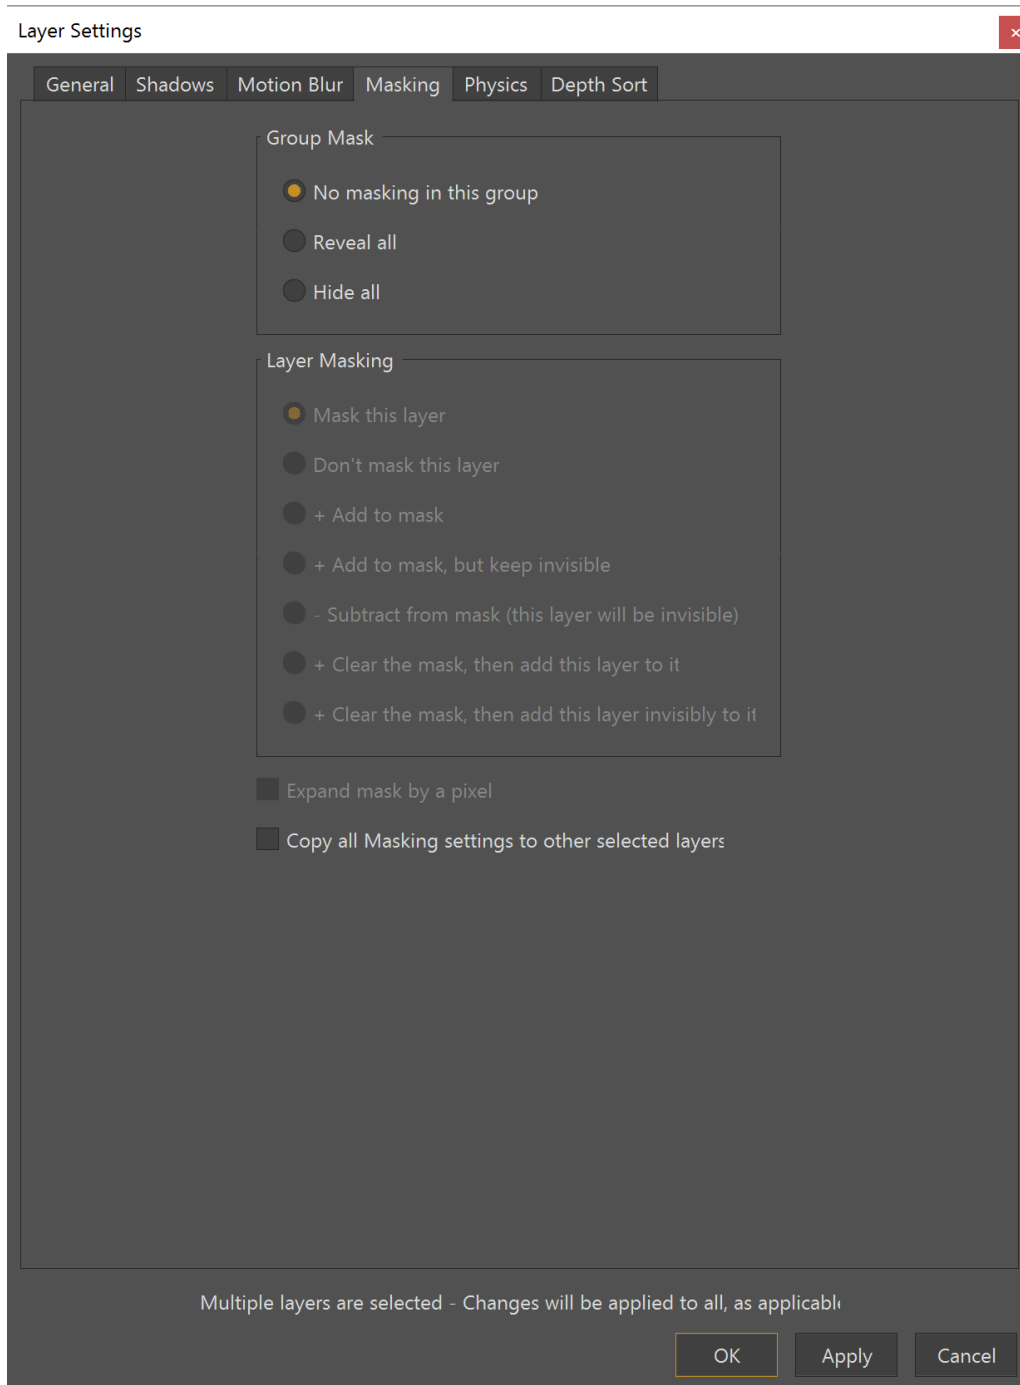 Layer Settings
General Shadows Motion Blur Masking Physics Depth Sort
Group Mask
No masking in this group
Reveal all
Hide all
Layer Masking
Mask this layer
Don't mask this layer
+ Add to mask
+ Add to mask, but keep invisible
- Subtract from mask (this layer will be invisible)
+ Clear the mask, then add this layer to it
+ Clear the mask, then add this layer invisibly to it
Expand mask by a pixel
Copy all Masking settings to other selected layers
Multiple layers are selected - Changes will be applied to all, as applicable
OK Apply Cancel